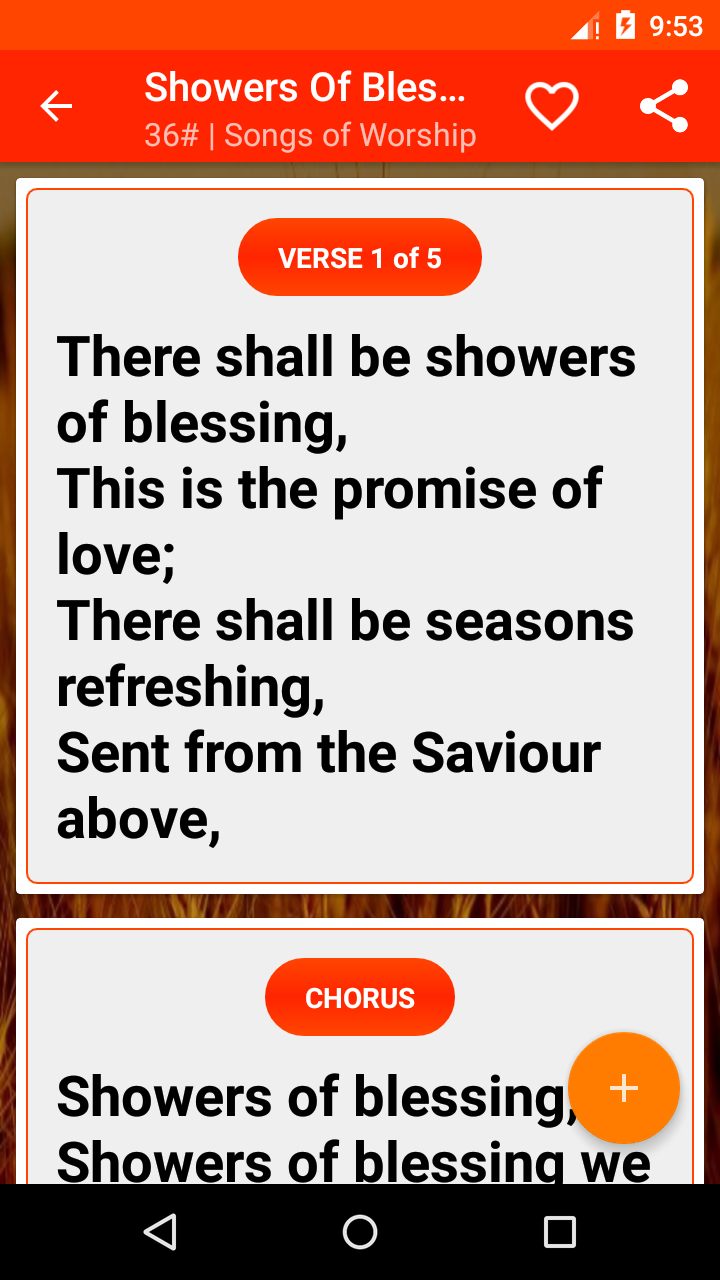 9:53
Showers Of Bles...
36# | Songs of Worship
VERSE 1 of 5
There shall be showers
of blessing,
This is the promise of
love;
There shall be seasons
refreshing,
Sent from the Saviour
above,
CHORUS
Showers of blessing,
Showers of blessing we